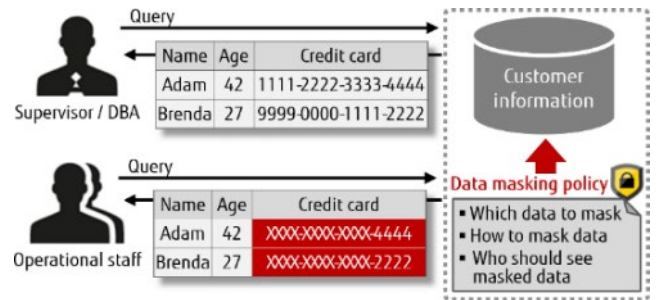 Query
Name Age Credit card
Adam 42 1111-2222-3333-4444
Brenda 27 9999-0000-1111-2222
Supervisor / DBA
Customer
information
Query
Name Age Credit card
Adam 42 XXXX-XXXX-XXXX-4444
Brenda 27 XXXX-XXXX-XXXX-2222
Operational staff
Data masking policy
▪ Which data to mask
▪ How to mask data
▪ Who should see
masked data